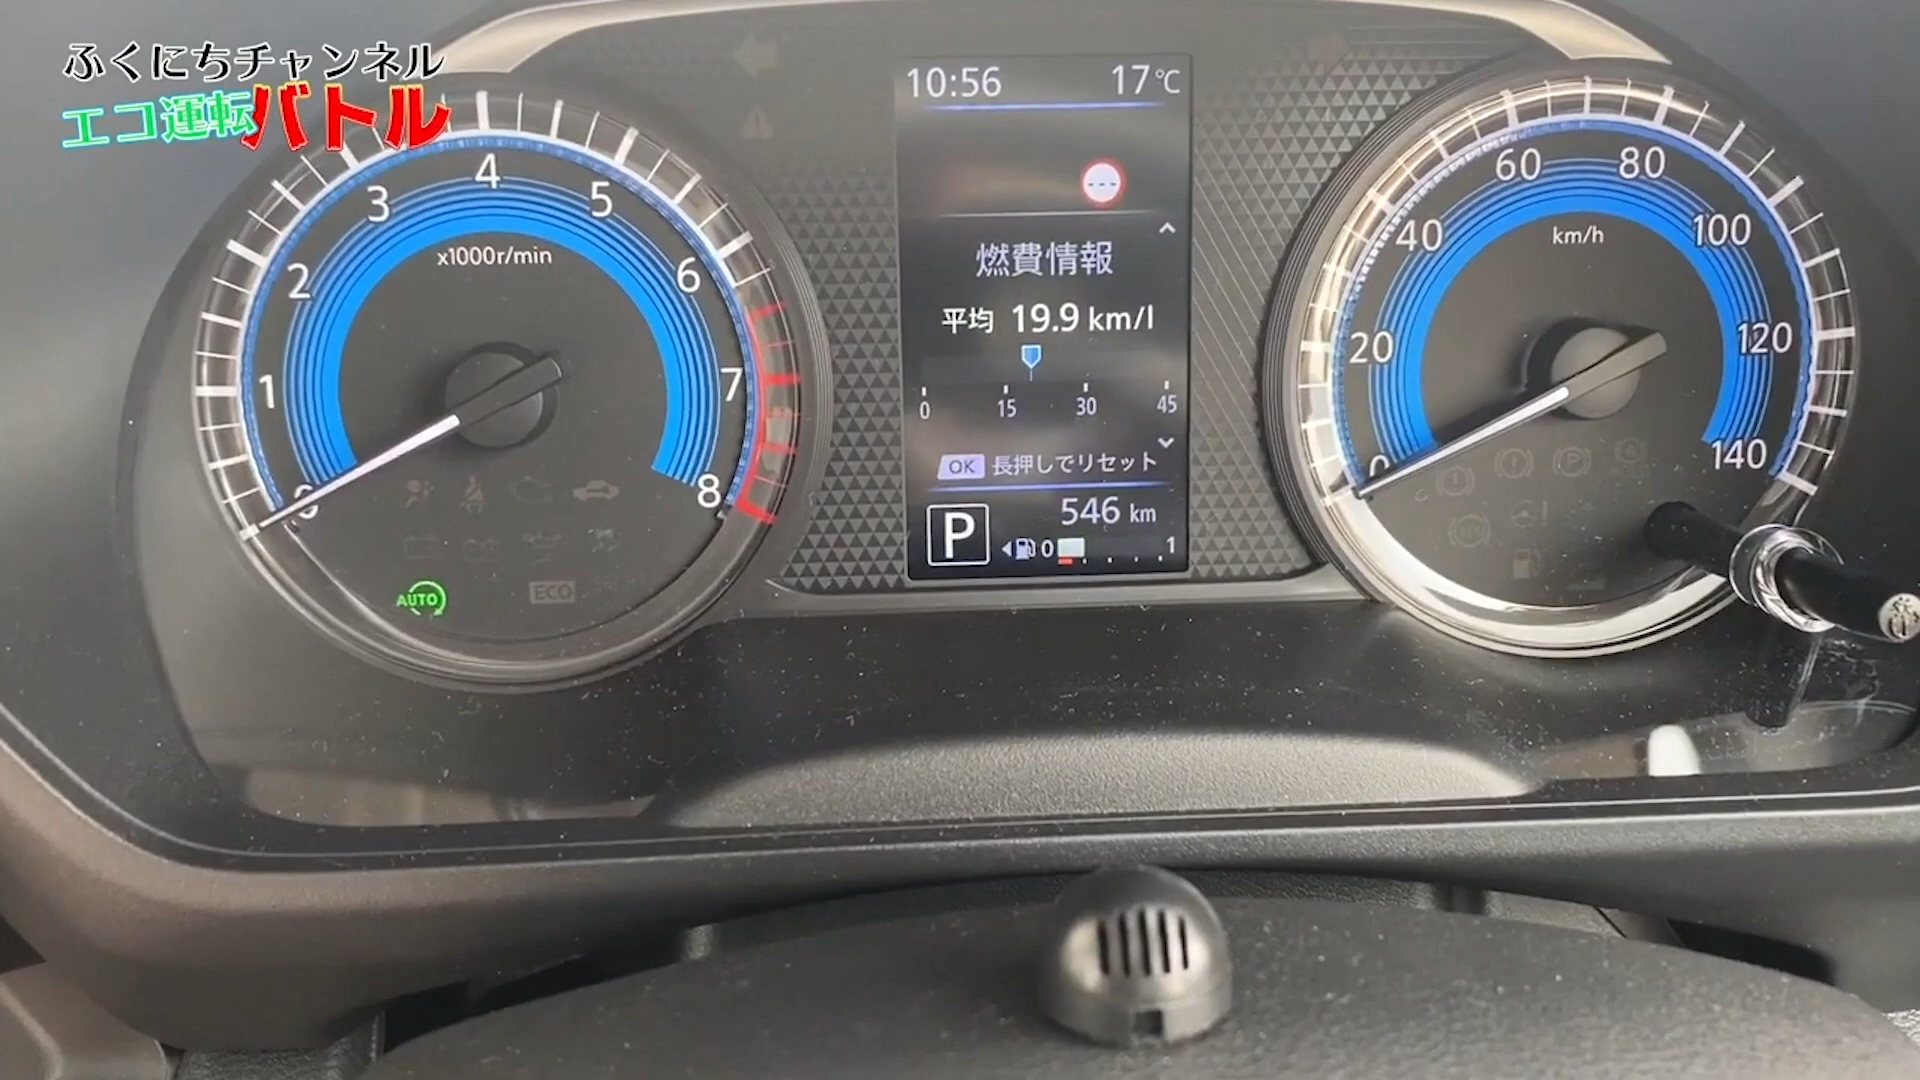 ふくにちチャンネル
エコ運転バトル
10:56 17℃
燃費情報
平均 19.9 km/l
0 15 30 45
OK 長押しでリセット
546 km
P 0 1
0 1 2 3 4 5 6 7 8
x1000r/min
AUTO
ECO
0 20 40 60 80 100 120 140
km/h